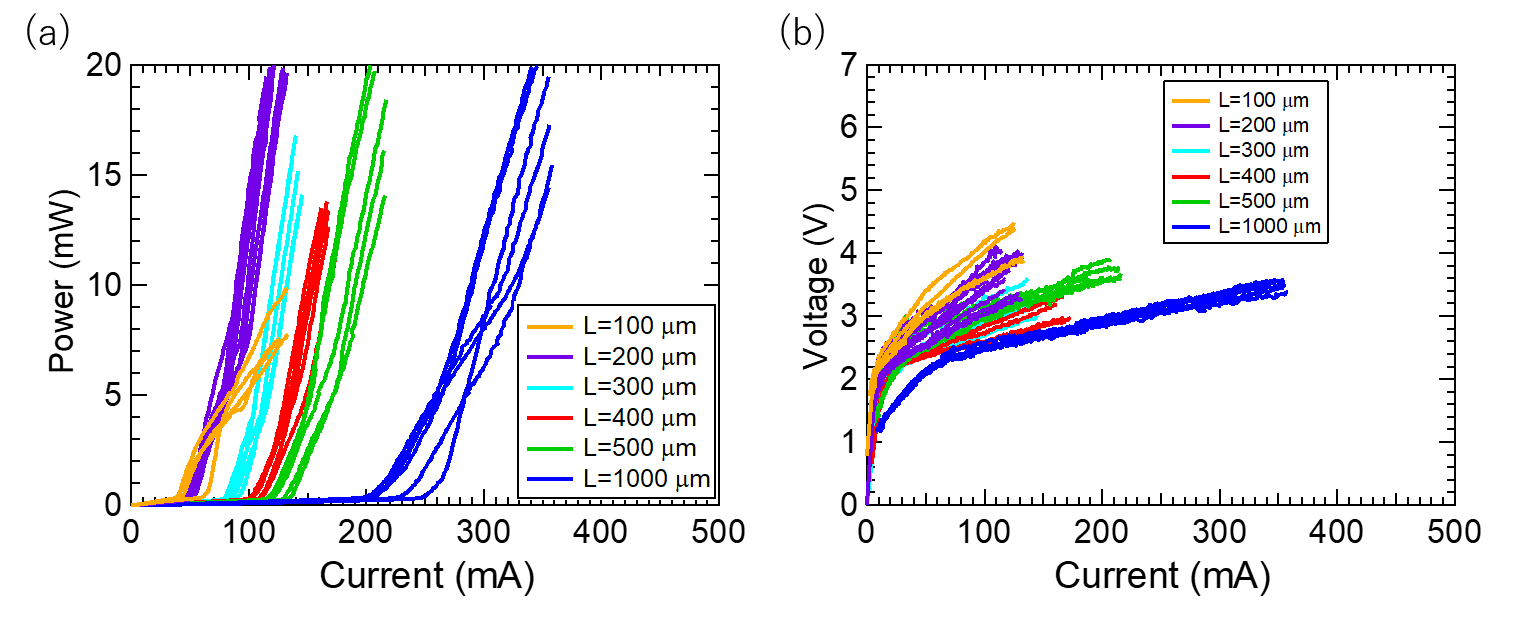 (a)
20
15
10
5
0
Power (mW)
0 100 200 300 400 500
Current (mA)
L=100 μm
L=200 μm
L=300 μm
L=400 μm
L=500 μm
L=1000 μm
(b)
7
6
5
4
3
2
1
0
Voltage (V)
0 100 200 300 400 500
Current (mA)
L=100 μm
L=200 μm
L=300 μm
L=400 μm
L=500 μm
L=1000 μm